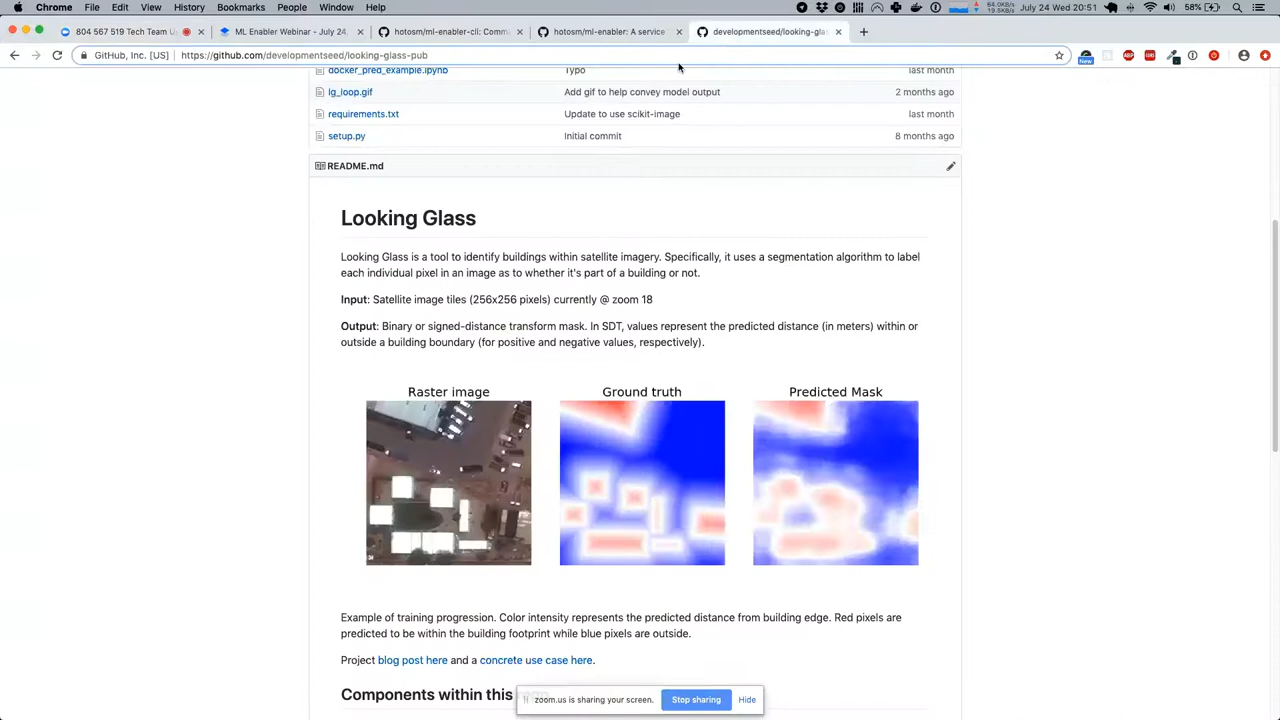 Chrome File Edit View History Bookmarks People Window Help
64.0KB/s
19.5KB/s
July 24 Wed 20:51
58%
804 567 519 Tech Team U
ML Enabler Webinar - July 24,
hotosm/ml-enabler-cli: Comm
hotosm/ml-enabler: A service
developmentseed/looking-glas
GitHub, Inc. [US] https://github.com/developmentseed/looking-glass-pub
New
docker_pred_example.ipynb Typo last month
lg_loop.gif Add gif to help convey model output 2 months ago
requirements.txt Update to use scikit-image last month
setup.py Initial commit 8 months ago
README.md
Looking Glass
Looking Glass is a tool to identify buildings within satellite imagery. Specifically, it uses a segmentation algorithm to label
each individual pixel in an image as to whether it's part of a building or not.
Input: Satellite image tiles (256x256 pixels) currently @ zoom 18
Output: Binary or signed-distance transform mask. In SDT, values represent the predicted distance (in meters) within or
outside a building boundary (for positive and negative values, respectively).
Raster image Ground truth Predicted Mask
Example of training progression. Color intensity represents the predicted distance from building edge. Red pixels are
predicted to be within the building footprint while blue pixels are outside.
Project blog post here and a concrete use case here.
Components within this
zoom.us is sharing your screen. Stop sharing Hide